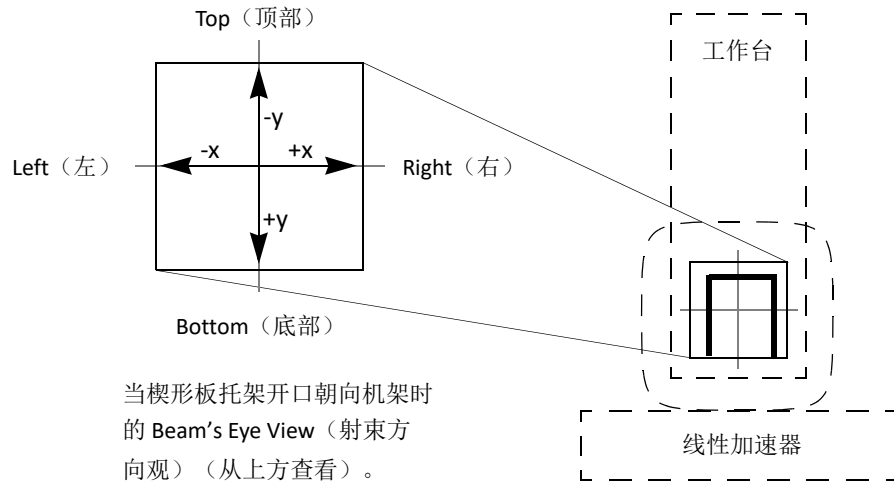 Top（顶部）
工作台
-y
-x
+x
Left（左）
Right（右）
+y
Bottom（底部）
当楔形板托架开口朝向机架时
的 Beam's Eye View（射束方
向观）（从上方查看）。
线性加速器